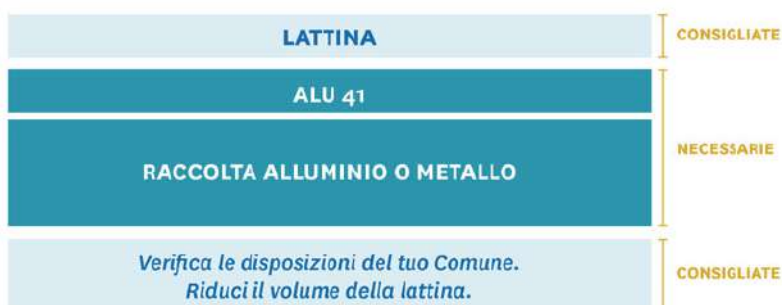 LATTINA
CONSIGLIATE
ALU 41
RACCOLTA ALLUMINIO O METALLO
NECESSARIE
Verifica le disposizioni del tuo Comune.
Riduci il volume della lattina.
CONSIGLIATE